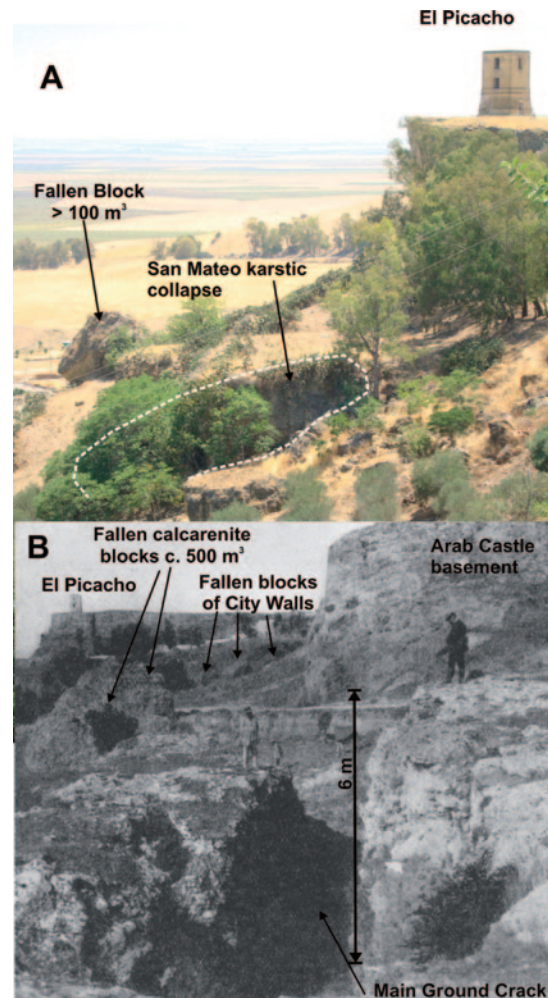 El Picacho
A
Fallen Block
> 100 m³
San Mateo karstic
collapse
B
Fallen calcarenite
blocks c. 500 m³
Arab Castle
basement
El Picacho
Fallen blocks
of City Walls
6 m
Main Ground Crack